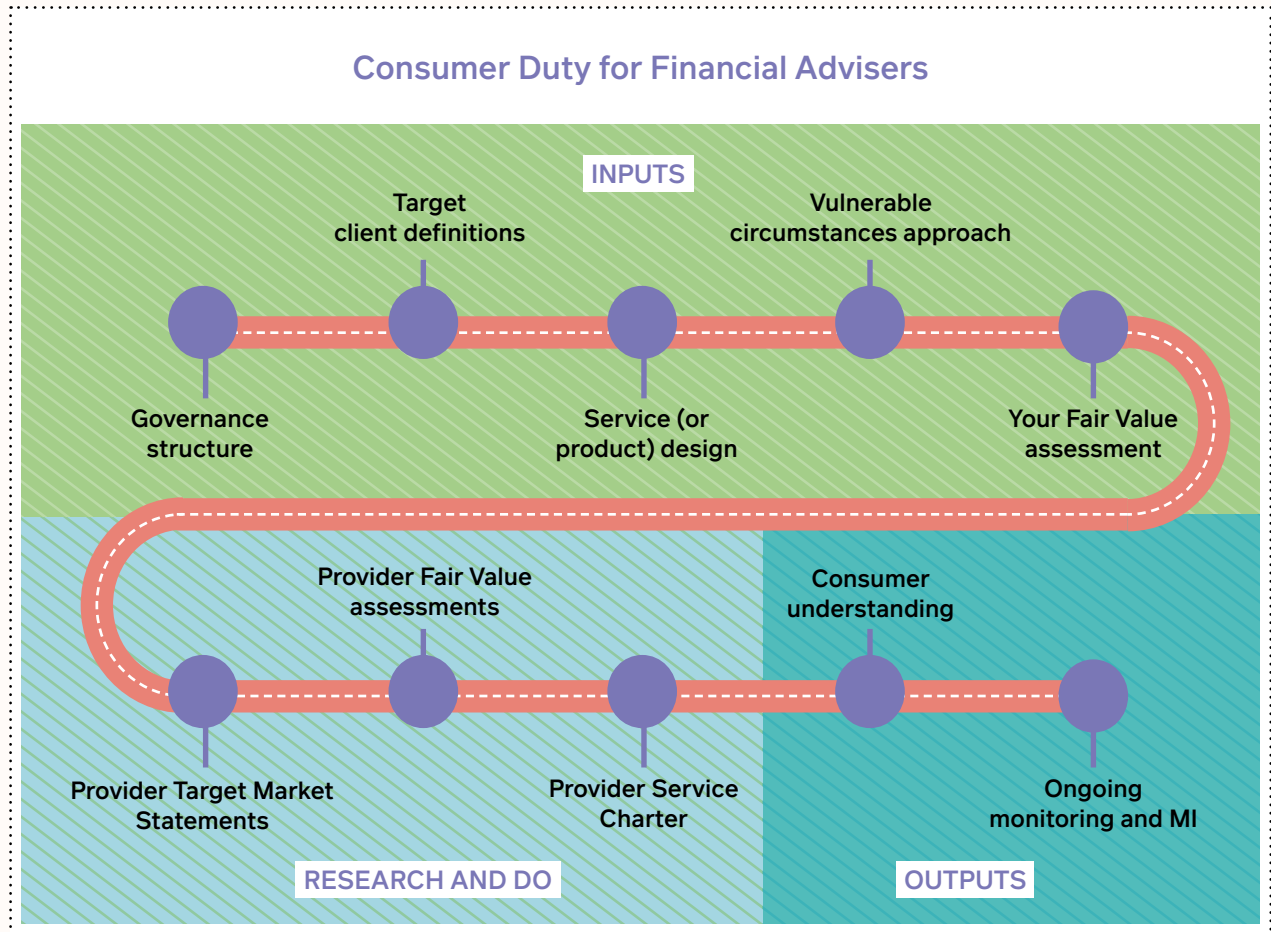 Consumer Duty for Financial Advisers
INPUTS
Target
client definitions
Vulnerable
circumstances approach
Governance
structure
Service (or
product) design
Your Fair Value
assessment
Provider Fair Value
assessments
Consumer
understanding
Provider Target Market
Statements
Provider Service
Charter
Ongoing
monitoring and MI
RESEARCH AND DO
OUTPUTS